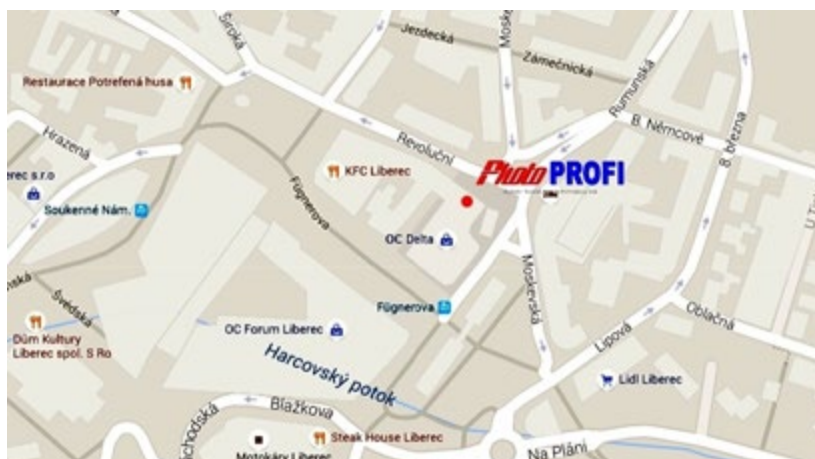 Široká
Jezdecká
Moske
Zámečnická
Restaurace Potrefená husa
Rumunská
Hrazená
Revoluční
B. Němcové
8. března
KFC Liberec
Photo PROFI
erec s.r.o
Fügnerova
Soukenné Nám.
OC Delta
Moskevská
Švédská
Fügnerova
Oblačná
OC Forum Liberec
Lipová
Dům Kultury
Liberec spol. S Ro
Harcovský potok
Lidl Liberec
Blažkova
Steak House Liberec
Na Pláni
Motokáry Liberec